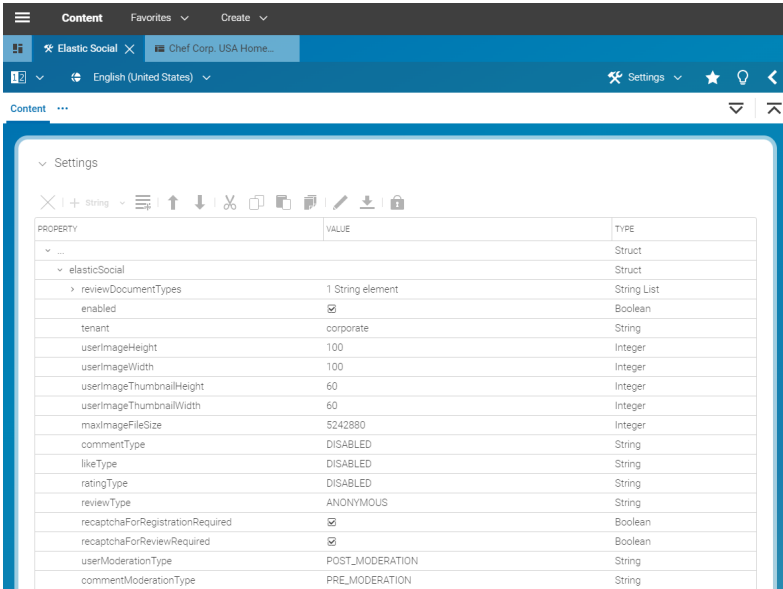 Content Favorites Create
Elastic Social Chef Corp. USA Home...
12 English (United States) Settings
Content ...
Settings
String
PROPERTY VALUE TYPE
... Struct
elasticSocial Struct
reviewDocumentTypes 1 String element String List
enabled Boolean
tenant corporate String
userImageHeight 100 Integer
userImageWidth 100 Integer
userImageThumbnailHeight 60 Integer
userImageThumbnailWidth 60 Integer
maxImageFileSize 5242880 Integer
commentType DISABLED String
likeType DISABLED String
ratingType DISABLED String
reviewType ANONYMOUS String
recaptchaForRegistrationRequired Boolean
recaptchaForReviewRequired Boolean
userModerationType POST_MODERATION String
commentModerationType PRE_MODERATION String